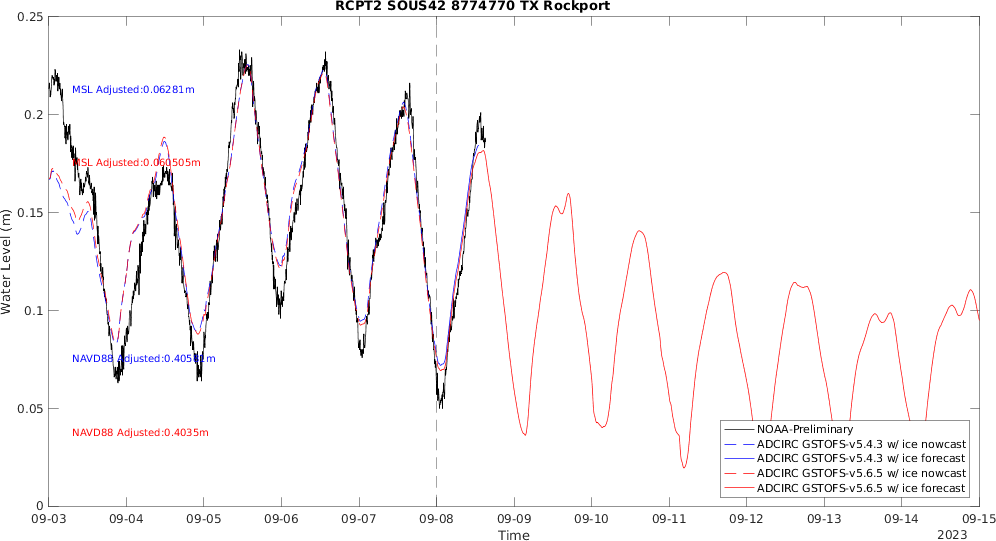 RCPT2 SOUS42 8774770 TX Rockport
0.25
0.2
0.15
0.1
0.05
0
Water Level (m)
MSL Adjusted:0.06281m
MSL Adjusted:0.060505m
NAVD88 Adjusted:0.4035m
NOAA-Preliminary
ADCIRC GSTOFS-v5.4.3 w/ ice nowcast
ADCIRC GSTOFS-v5.4.3 w/ ice forecast
ADCIRC GSTOFS-v5.6.5 w/ ice nowcast
ADCIRC GSTOFS-v5.6.5 w/ ice forecast
09-03 09-04 09-05 09-06 09-07 09-08 09-09 09-10 09-11 09-12 09-13 09-14 09-15
Time
2023
NAVD88